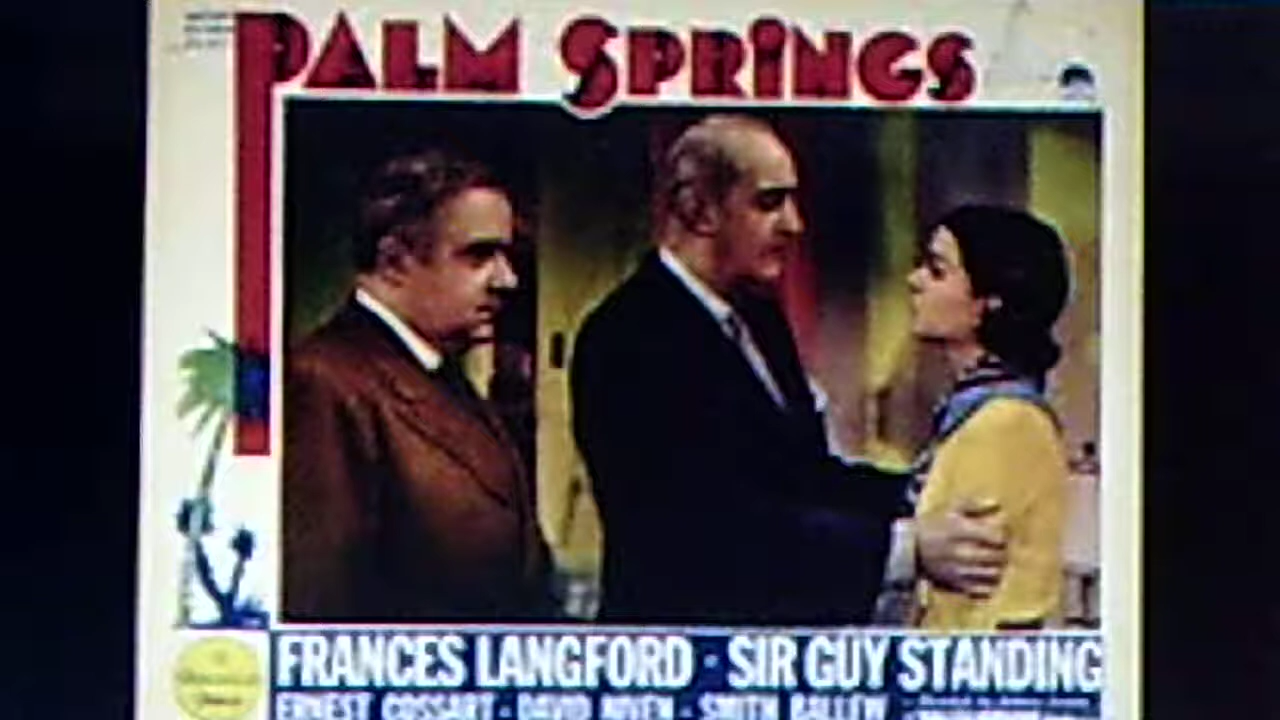 PALM SPRINGS
FRANCES LANGFORD · SIR GUY STANDING
ERNEST COSSART · DAVID NIVEN · SMITH BALLEW